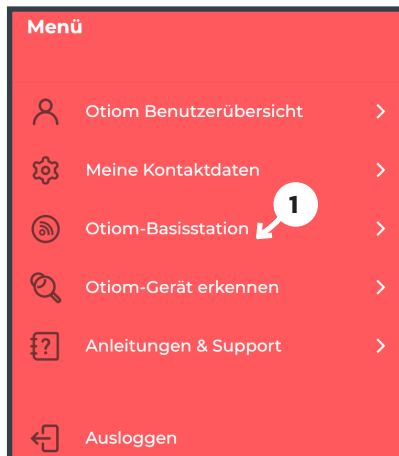 Menü
Otiom Benutzerübersicht
Meine Kontaktdaten
1
Otiom-Basisstation
Otiom-Gerät erkennen
?
Anleitungen & Support
Ausloggen